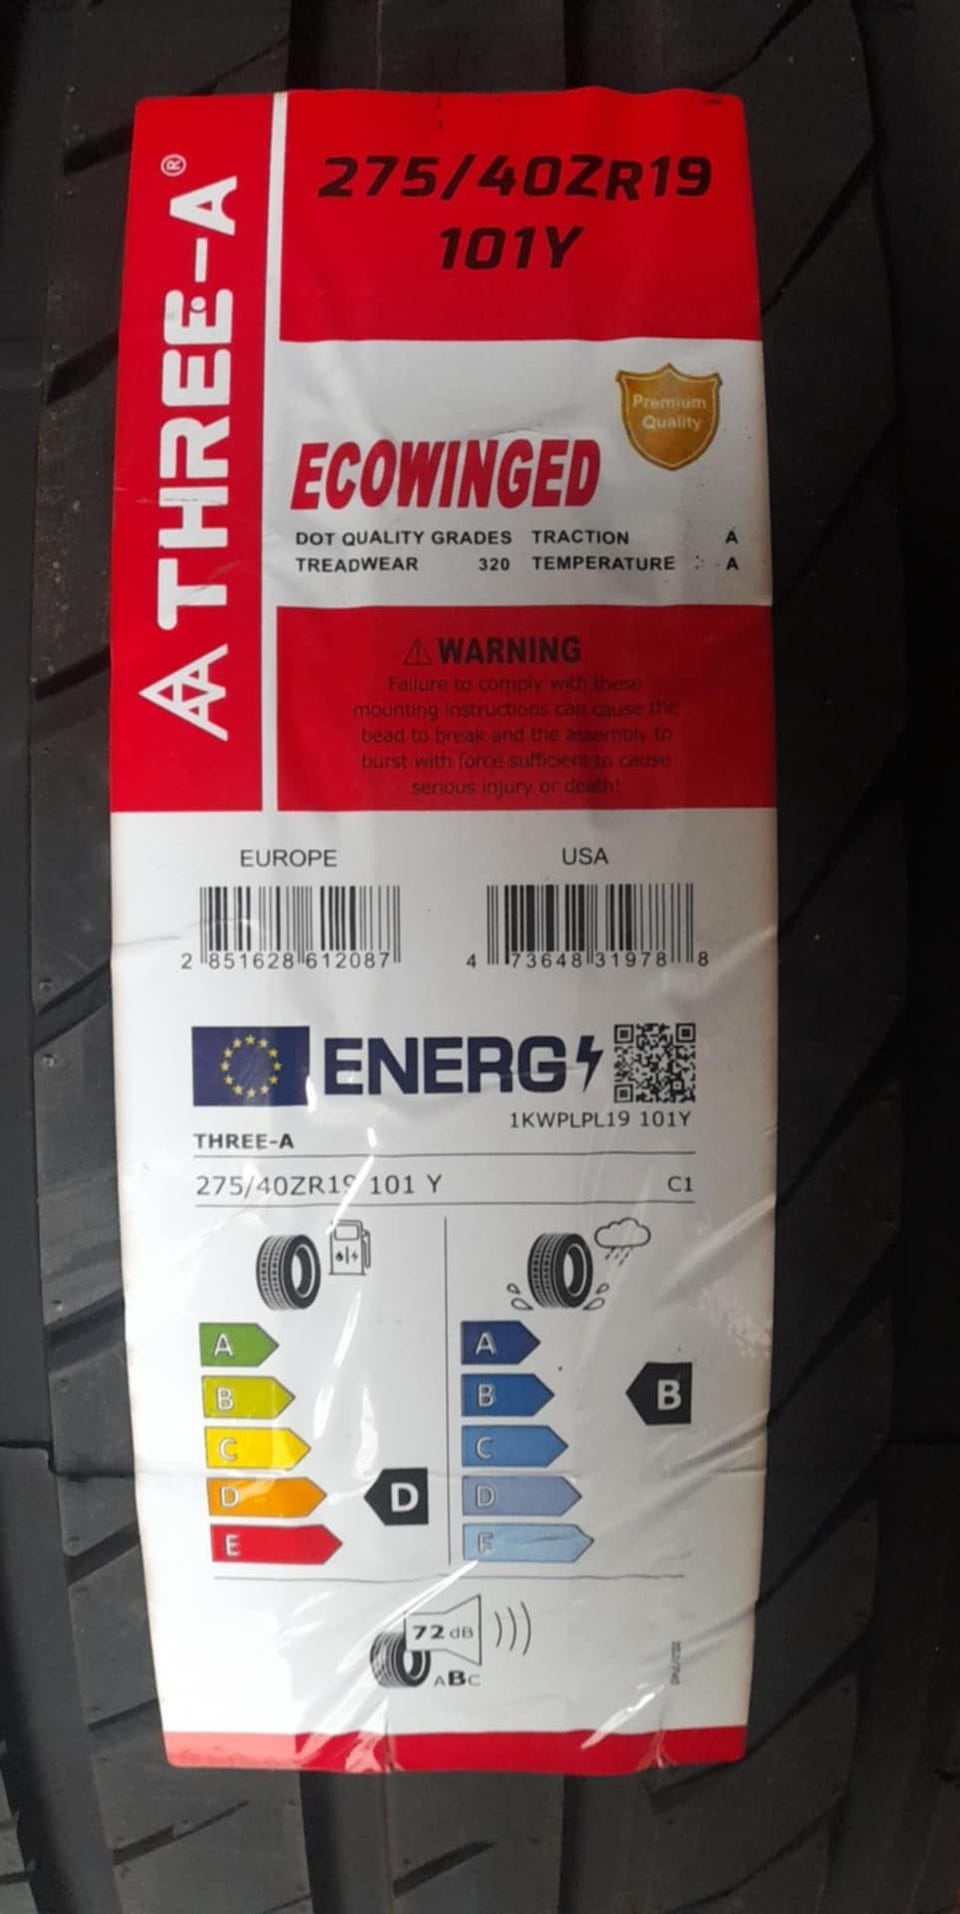 THREE-A®
275/40ZR19
101Y
Premium
Quality
ECOWINGED
DOT QUALITY GRADES TRACTION A
TREADWEAR 320 TEMPERATURE : A
WARNING
Failure to comply with these
mounting instructions can cause the
bead to break and the assembly to
burst with force sufficient to cause
serious injury or death!
EUROPE
USA
2 851628 612087
4 73648 31978 8
ENERG
1KWPLPL19 101Y
THREE-A
275/40ZR19 101 Y C1
A
B
C
D
E
D
A
B
C
D
E
B
72 dB
ABC